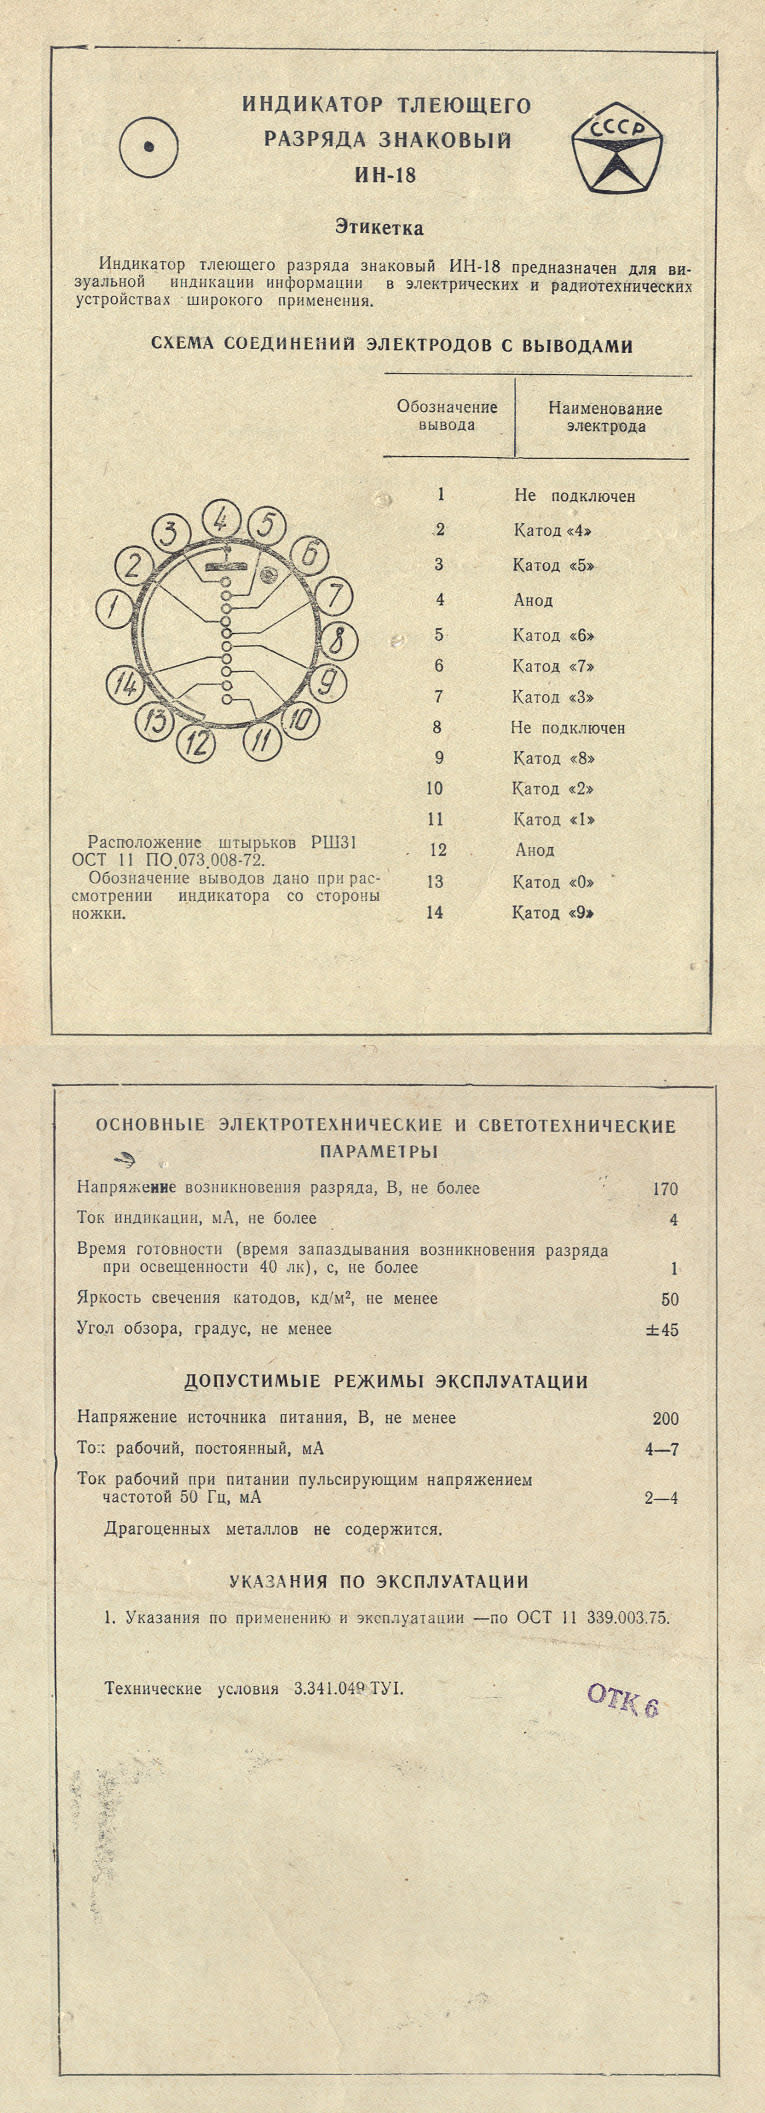 ИНДИКАТОР ТЛЕЮЩЕГО
РАЗРЯДА ЗНАКОВЫЙ
ИН-18
СССР
Этикетка
Индикатор тлеющего разряда знаковый ИН-18 предназначен для ви-
зуальной индикации информации в электрических и радиотехнических
устройствах широкого применения.
СХЕМА СОЕДИНЕНИЙ ЭЛЕКТРОДОВ С ВЫВОДАМИ
Обозначение вывода | Наименование электрода
1 Не подключен
2 Катод «4»
3 Катод «5»
4 Анод
5 Катод «6»
6 Катод «7»
7 Катод «3»
8 Не подключен
9 Катод «8»
10 Катод «2»
11 Катод «1»
12 Анод
13 Катод «0»
14 Катод «9»
1
2
3
4
5
6
7
8
9
10
11
12
13
14
Расположение штырьков РШ31
ОСТ 11 ПО.073.008-72.
Обозначение выводов дано при рас-
смотрении индикатора со стороны
ножки.
ОСНОВНЫЕ ЭЛЕКТРОТЕХНИЧЕСКИЕ И СВЕТОТЕХНИЧЕСКИЕ
ПАРАМЕТРЫ
Напряжение возникновения разряда, В, не более 170
Ток индикации, мА, не более 4
Время готовности (время запаздывания возникновения разряда
при освещенности 40 лк), с, не более 1
Яркость свечения катодов, кд/м², не менее 50
Угол обзора, градус, не менее ±45
ДОПУСТИМЫЕ РЕЖИМЫ ЭКСПЛУАТАЦИИ
Напряжение источника питания, В, не менее 200
Ток рабочий, постоянный, мА 4—7
Ток рабочий при питании пульсирующим напряжением
частотой 50 Гц, мА 2—4
Драгоценных металлов не содержится.
УКАЗАНИЯ ПО ЭКСПЛУАТАЦИИ
1. Указания по применению и эксплуатации —по ОСТ 11 339.003.75.
Технические условия 3.341.049 ТУ1.
ОТК 6